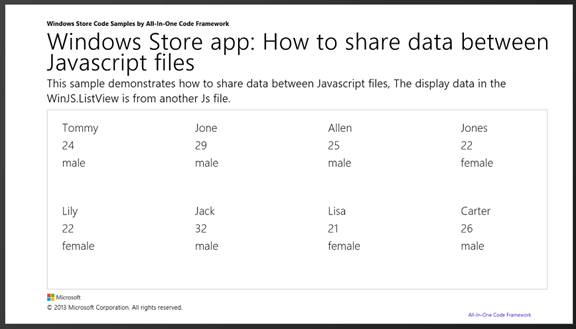 Windows Store Code Samples by All-In-One Code Framework
Windows Store app: How to share data between
Javascript files
This sample demonstrates how to share data between Javascript files, The display data in the
WinJS.ListView is from another Js file.
Tommy Jone Allen Jones
24 29 25 22
male male male female
Lily Jack Lisa Carter
22 32 21 26
female male female male
Microsoft
© 2013 Microsoft Corporation. All rights reserved.
All-In-One Code Framework